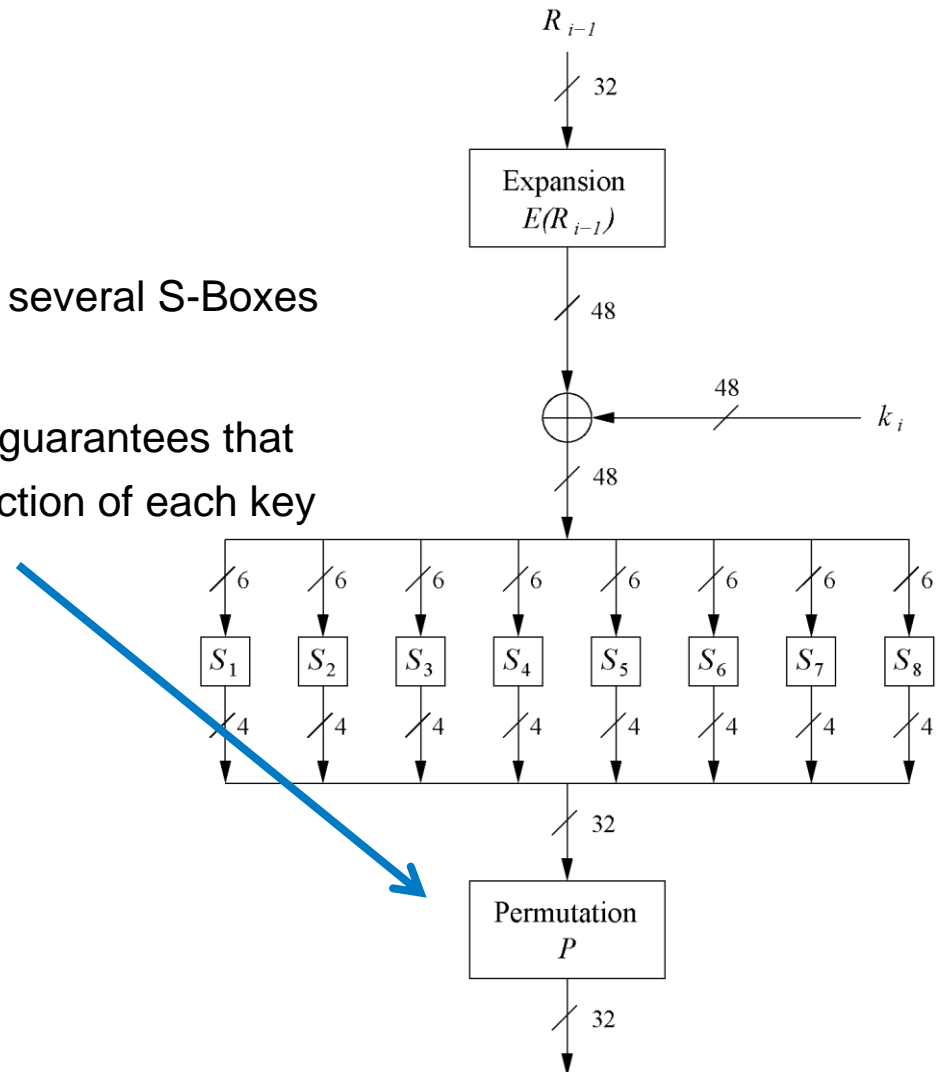 R i−1
32
Expansion
E(R i−1)
several S-Boxes
48
48
k i
guarantees that
48
ction of each key
6 6 6 6 6 6 6 6
S1 S2 S3 S4 S5 S6 S7 S8
4 4 4 4 4 4 4 4
32
Permutation
P
32